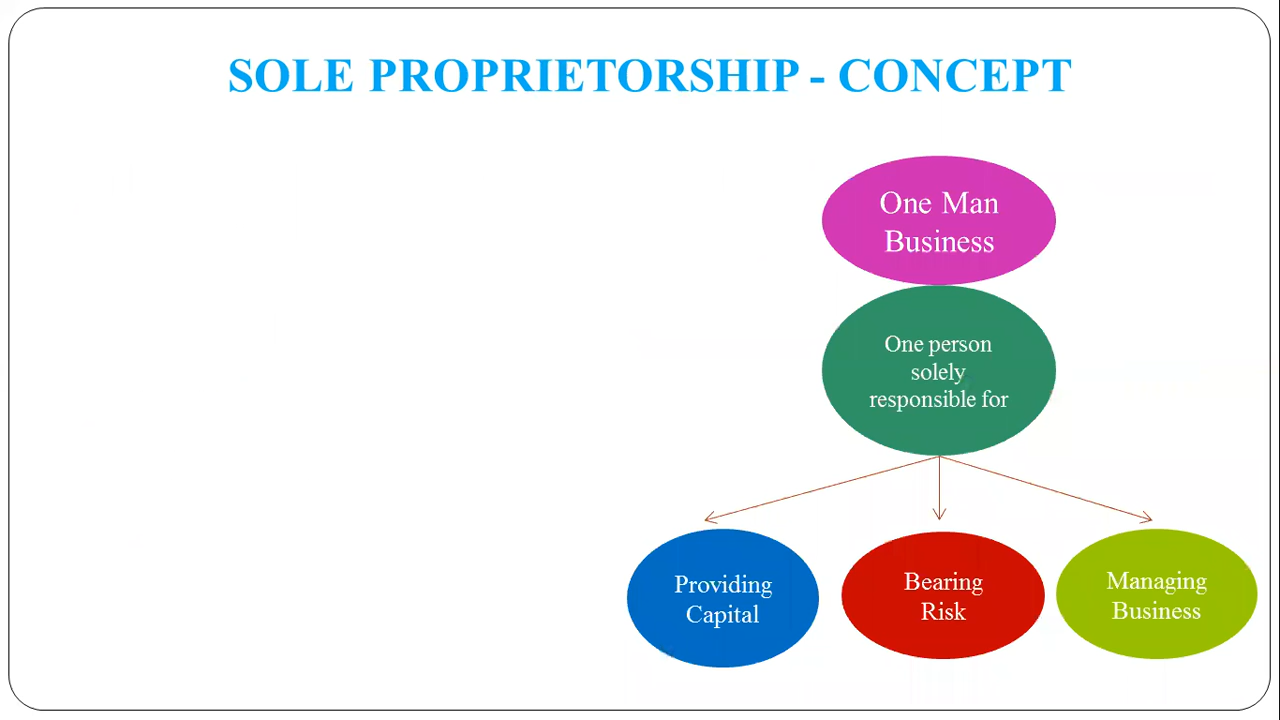 SOLE PROPRIETORSHIP - CONCEPT
One Man
Business
One person
solely
responsible for
Providing
Capital
Bearing
Risk
Managing
Business